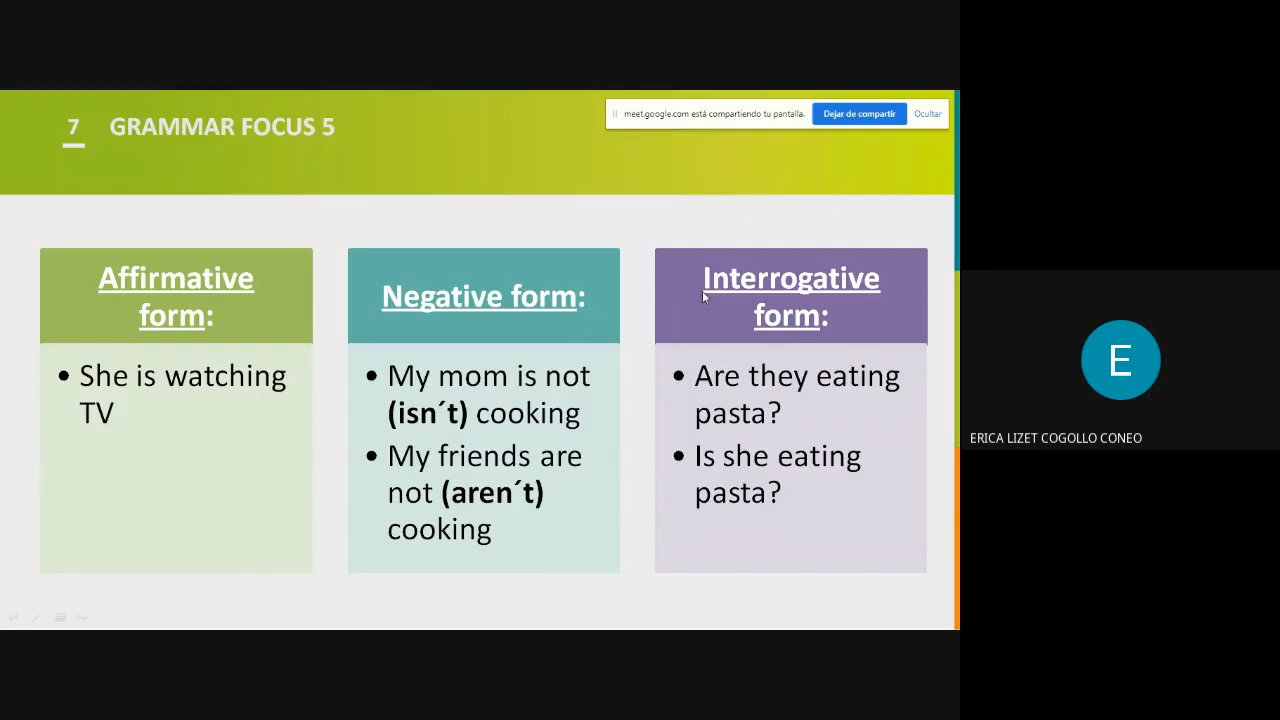 7 GRAMMAR FOCUS 5
meet.google.com está compartiendo tu pantalla. Dejar de compartir Ocultar
Affirmative
form:
• She is watching
TV
Negative form:
• My mom is not
(isn´t) cooking
• My friends are
not (aren´t)
cooking
Interrogative
form:
• Are they eating
pasta?
• Is she eating
pasta?
E
ERICA LIZET COGOLLO CONEO